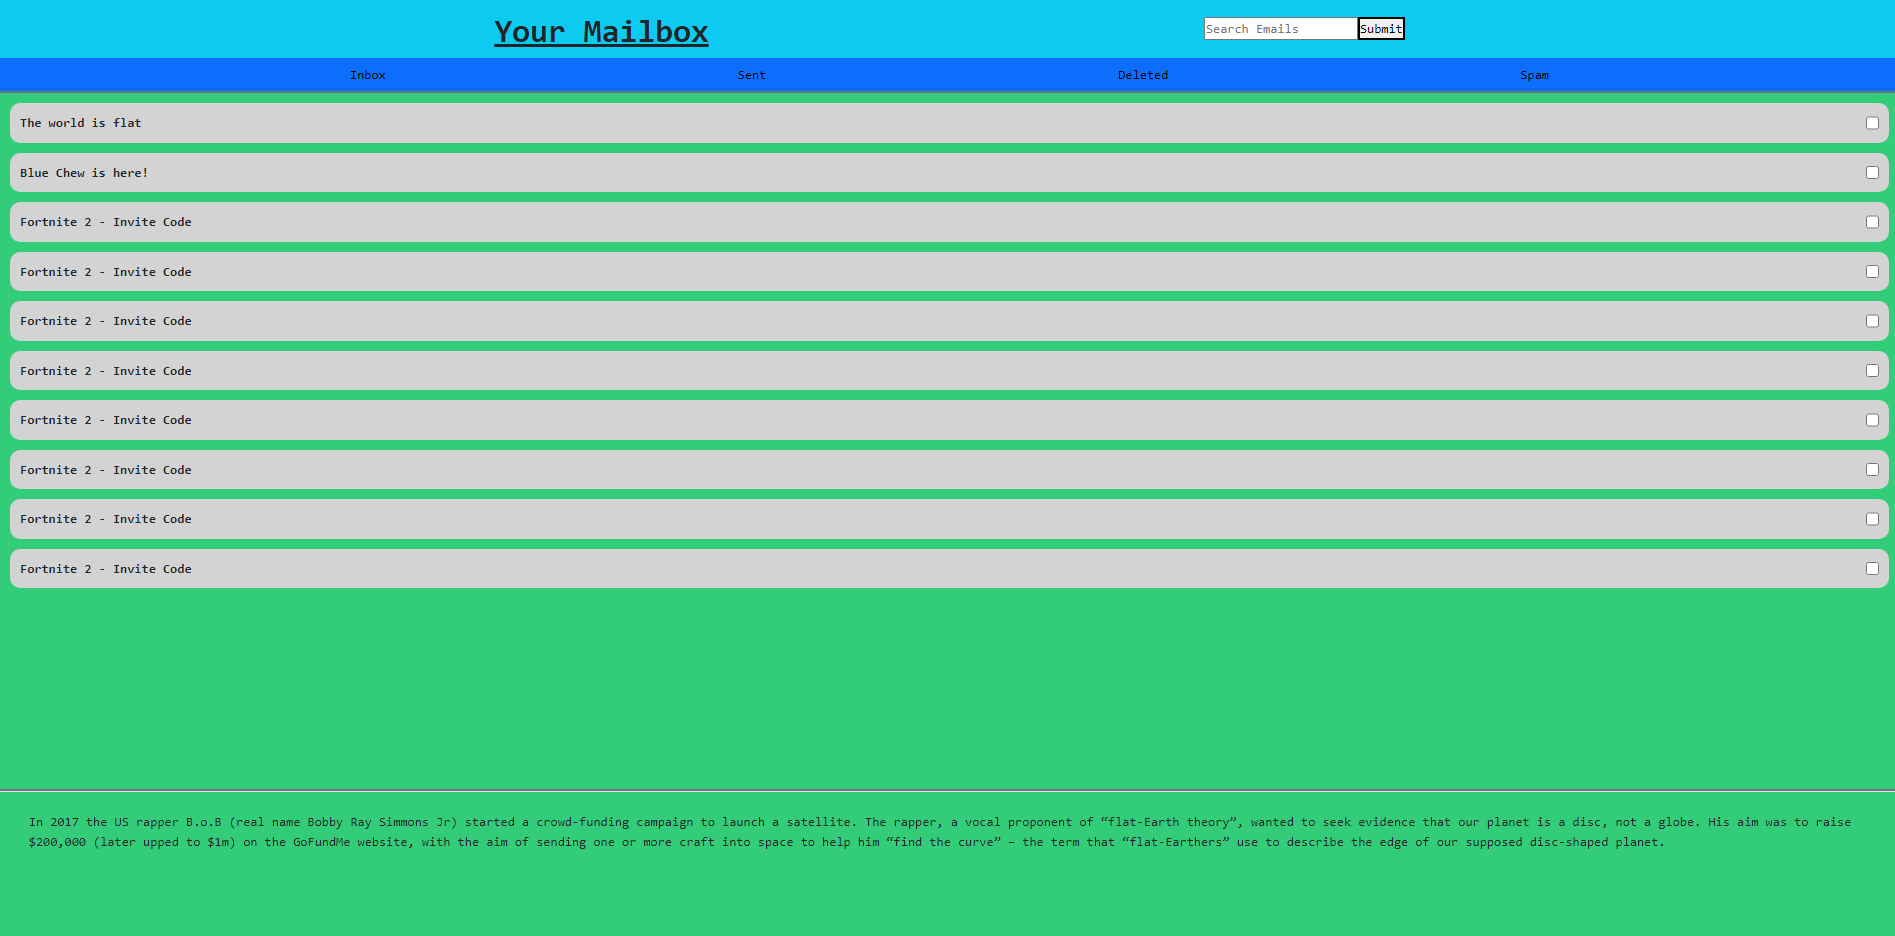 Your Mailbox
Search Emails Submit
Inbox Sent Deleted Spam
The world is flat
Blue Chew is here!
Fortnite 2 - Invite Code
Fortnite 2 - Invite Code
Fortnite 2 - Invite Code
Fortnite 2 - Invite Code
Fortnite 2 - Invite Code
Fortnite 2 - Invite Code
Fortnite 2 - Invite Code
Fortnite 2 - Invite Code
In 2017 the US rapper B.o.B (real name Bobby Ray Simmons Jr) started a crowd-funding campaign to launch a satellite. The rapper, a vocal proponent of “flat-Earth theory”, wanted to seek evidence that our planet is a disc, not a globe. His aim was to raise
$200,000 (later upped to $1m) on the GoFundMe website, with the aim of sending one or more craft into space to help him “find the curve” – the term that “flat-Earthers” use to describe the edge of our supposed disc-shaped planet.